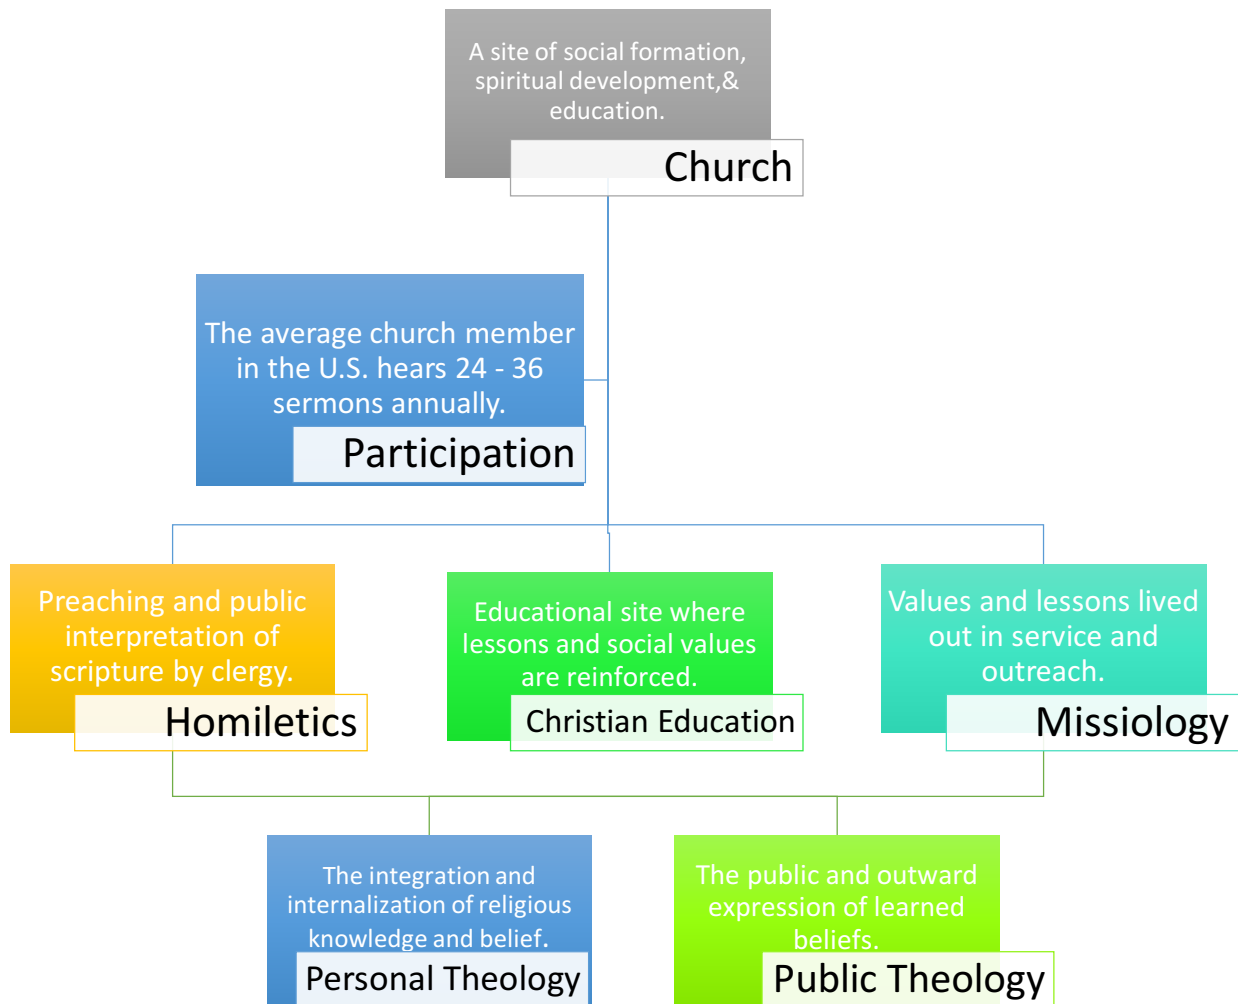 A site of social formation,
spiritual development,&
education.
Church
The average church member
in the U.S. hears 24 - 36
sermons annually.
Participation
Preaching and public
interpretation of
scripture by clergy.
Homiletics
Educational site where
lessons and social values
are reinforced.
Christian Education
Values and lessons lived
out in service and
outreach.
Missiology
The integration and
internalization of religious
knowledge and belief.
Personal Theology
The public and outward
expression of learned
beliefs.
Public Theology